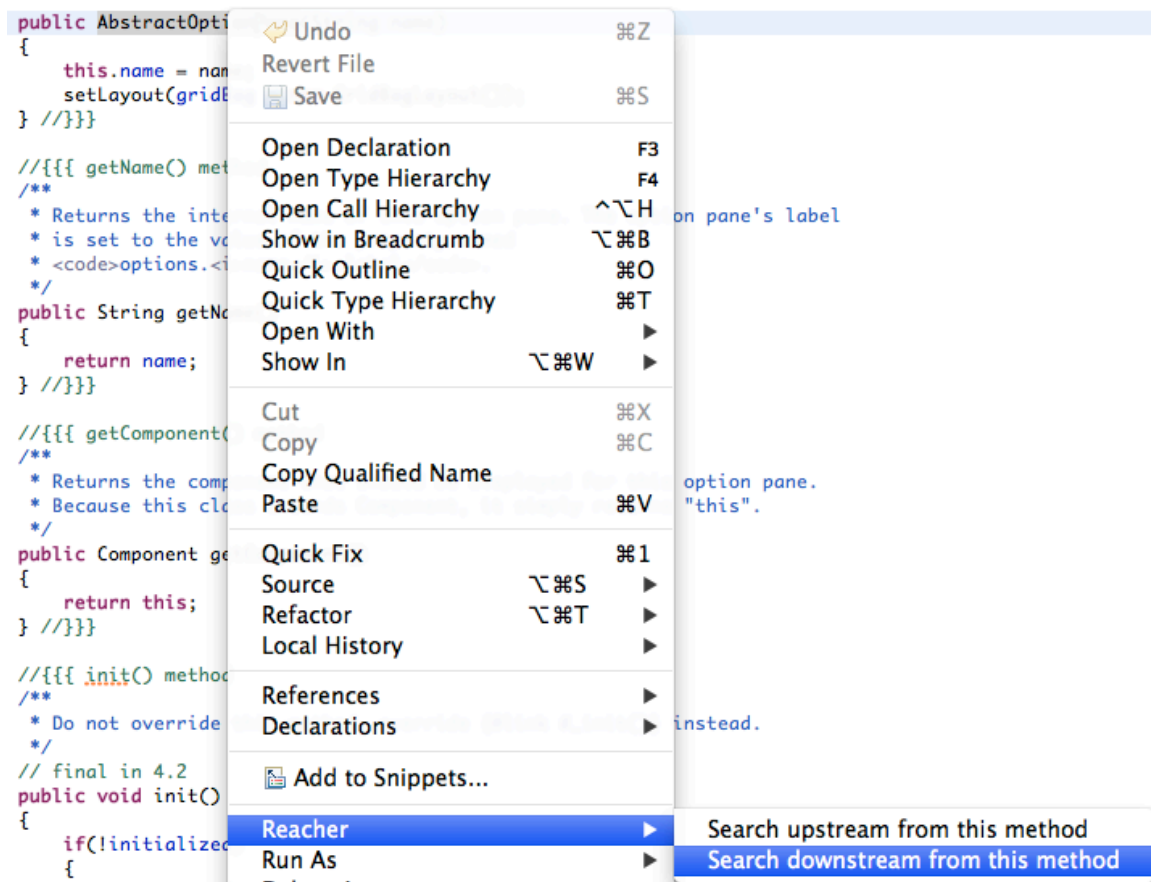 public AbstractOpti
{
this.name = nam
setLayout(gridB
} //}}}
//{{{ getName() met
/**
* Returns the inte on pane's label
* is set to the va
* <code>options.<i
*/
public String getNa
{
return name;
} //}}}
//{{{ getComponent(
/**
* Returns the comp option pane.
* Because this cla "this".
*/
public Component ge
{
return this;
} //}}}
//{{{ init() method
/**
* Do not override instead.
*/
// final in 4.2
public void init()
{
if(!initialized
{
Undo ⌘Z
Revert File
Save ⌘S
Open Declaration F3
Open Type Hierarchy F4
Open Call Hierarchy ^⌥H
Show in Breadcrumb ⌥⌘B
Quick Outline ⌘O
Quick Type Hierarchy ⌘T
Open With ▶
Show In ⌥⌘W ▶
Cut ⌘X
Copy ⌘C
Copy Qualified Name
Paste ⌘V
Quick Fix ⌘1
Source ⌥⌘S ▶
Refactor ⌥⌘T ▶
Local History ▶
References ▶
Declarations ▶
Add to Snippets...
Reacher ▶
Run As ▶
Search upstream from this method
Search downstream from this method